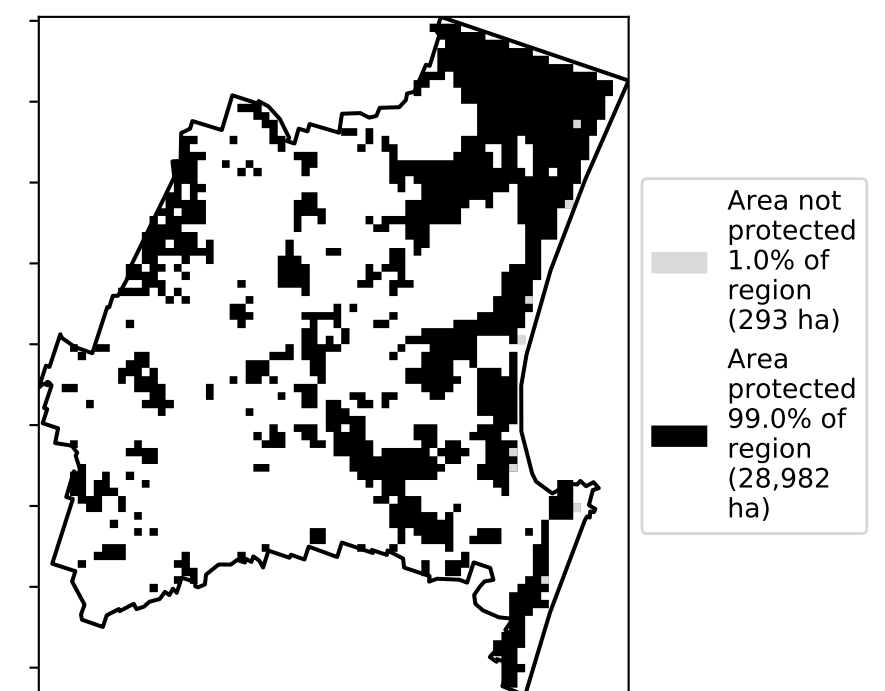 Area not
protected
1.0% of
region
(293 ha)
Area
protected
99.0% of
region
(28,982
ha)